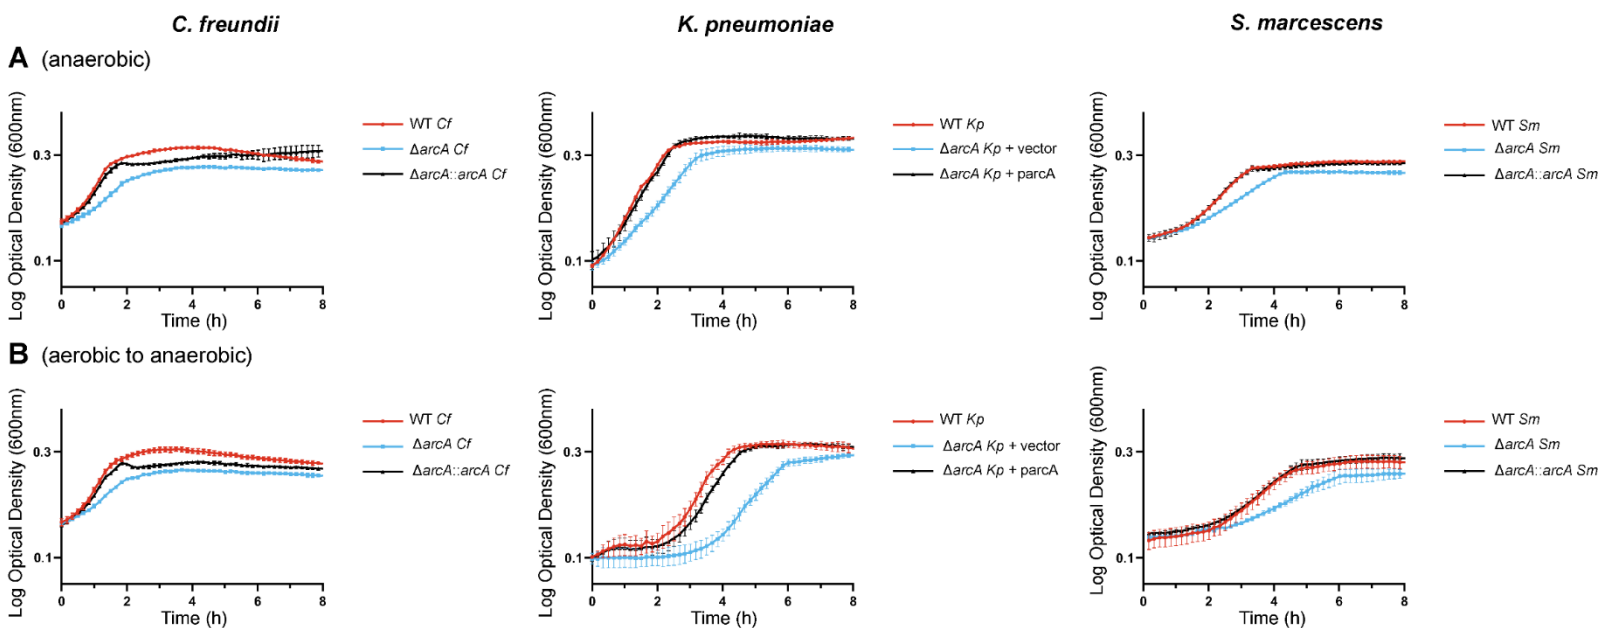 C. freundii
K. pneumoniae
S. marcescens
A (anaerobic)
Log Optical Density (600nm)
0.3
0.1
0 2 4 6 8
Time (h)
WT Cf
ΔarcA Cf
ΔarcA::arcA Cf
Log Optical Density (600nm)
0.3
0.1
0 2 4 6 8
Time (h)
WT Kp
ΔarcA Kp + vector
ΔarcA Kp + parcA
Log Optical Density (600nm)
0.3
0.1
0 2 4 6 8
Time (h)
WT Sm
ΔarcA Sm
ΔarcA::arcA Sm
B (aerobic to anaerobic)
Log Optical Density (600nm)
0.3
0.1
0 2 4 6 8
Time (h)
WT Cf
ΔarcA Cf
ΔarcA::arcA Cf
Log Optical Density (600nm)
0.3
0.1
0 2 4 6 8
Time (h)
WT Kp
ΔarcA Kp + vector
ΔarcA Kp + parcA
Log Optical Density (600nm)
0.3
0.1
0 2 4 6 8
Time (h)
WT Sm
ΔarcA Sm
ΔarcA::arcA Sm